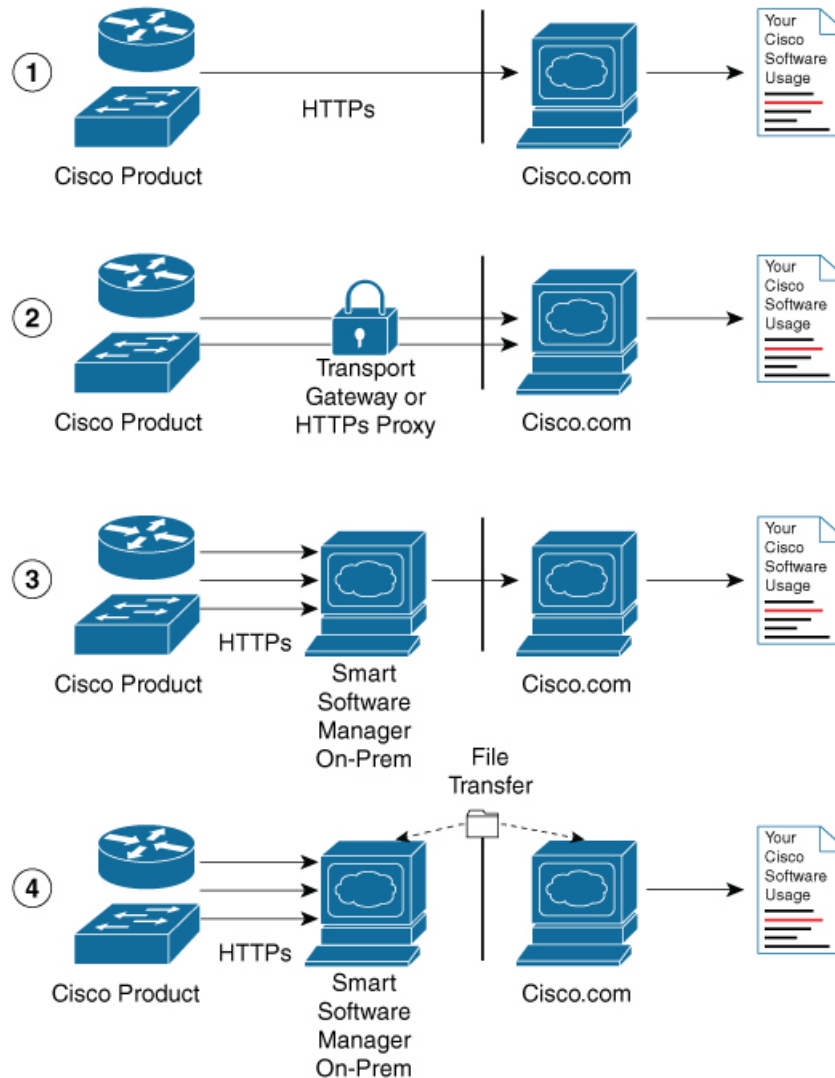 1
HTTPs
Cisco Product
Cisco.com
Your
Cisco
Software
Usage
2
Transport
Gateway or
HTTPs Proxy
Cisco Product
Cisco.com
Your
Cisco
Software
Usage
3
HTTPs
Cisco Product
Smart
Software
Manager
On-Prem
Cisco.com
Your
Cisco
Software
Usage
File
Transfer
4
HTTPs
Cisco Product
Smart
Software
Manager
On-Prem
Cisco.com
Your
Cisco
Software
Usage